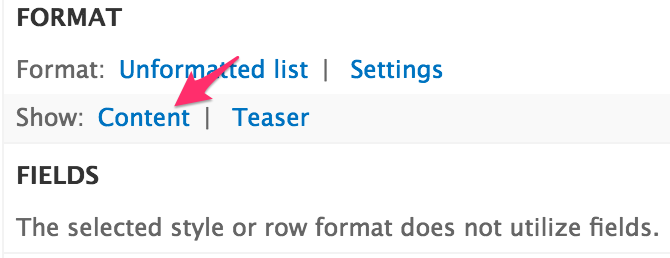 FORMAT
Format: Unformatted list | Settings
Show: Content | Teaser
FIELDS
The selected style or row format does not utilize fields.